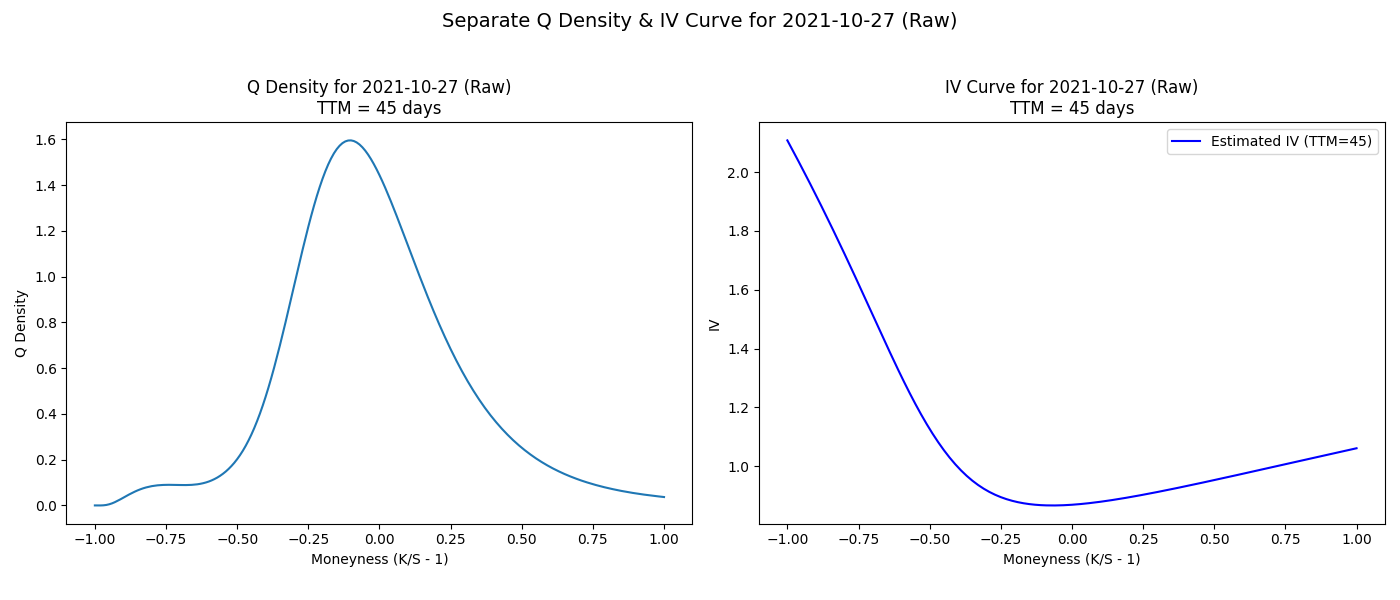 Separate Q Density & IV Curve for 2021-10-27 (Raw)
Q Density for 2021-10-27 (Raw)
TTM = 45 days
Q Density
1.6
1.4
1.2
1.0
0.8
0.6
0.4
0.2
0.0
−1.00 −0.75 −0.50 −0.25 0.00 0.25 0.50 0.75 1.00
Moneyness (K/S - 1)
IV Curve for 2021-10-27 (Raw)
TTM = 45 days
Estimated IV (TTM=45)
IV
2.0
1.8
1.6
1.4
1.2
1.0
−1.00 −0.75 −0.50 −0.25 0.00 0.25 0.50 0.75 1.00
Moneyness (K/S - 1)